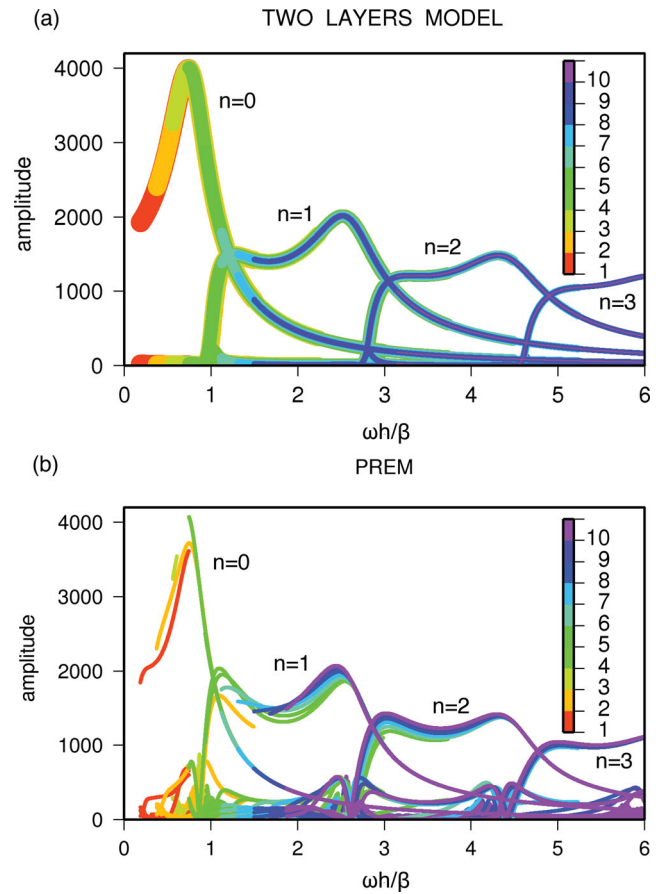 (a)
TWO LAYERS MODEL
4000
3000
2000
1000
0
amplitude
n=0
n=1
n=2
n=3
10
9
8
7
6
5
4
3
2
1
0 1 2 3 4 5 6
ωh/β
(b)
PREM
4000
3000
2000
1000
0
amplitude
n=0
n=1
n=2
n=3
10
9
8
7
6
5
4
3
2
1
0 1 2 3 4 5 6
ωh/β